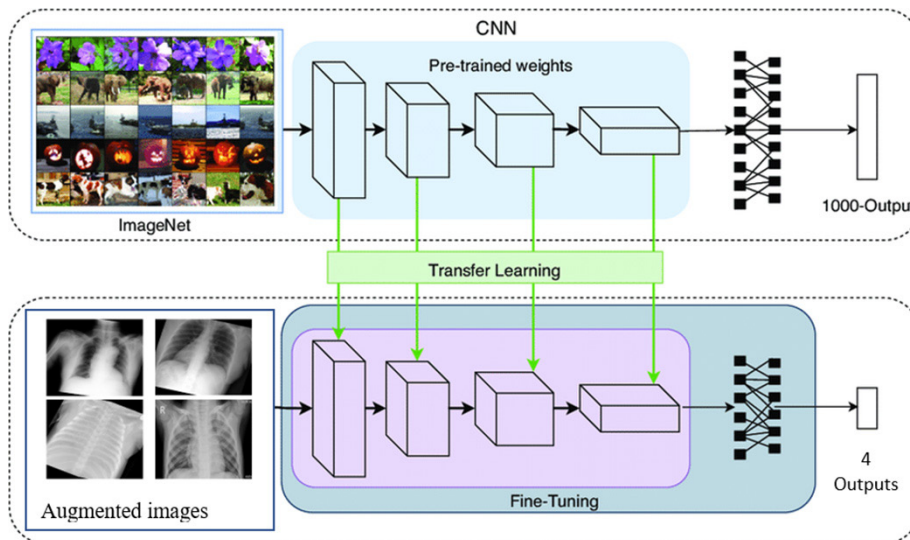 CNN
Pre-trained weights
ImageNet
1000-Outpu
Transfer Learning
R
Augmented images
Fine-Tuning
4
Outputs